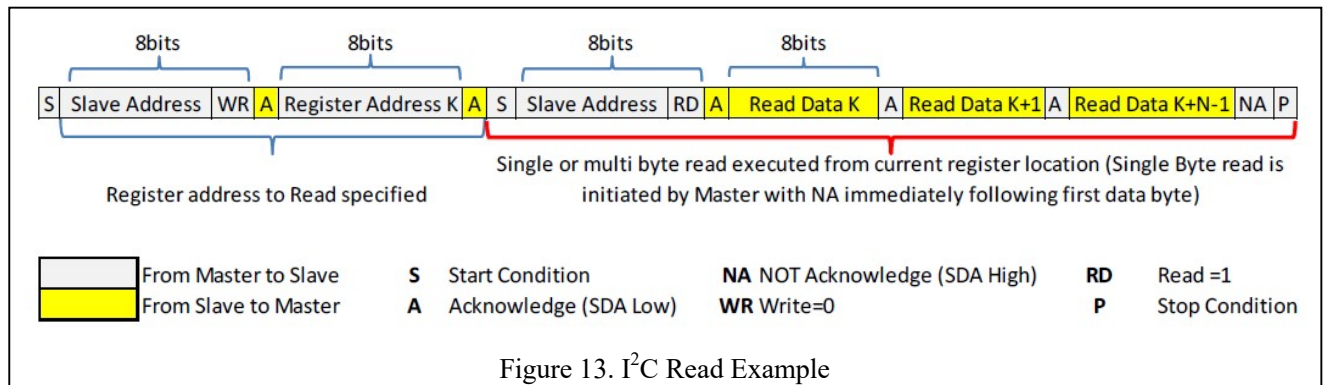 8bits 8bits 8bits 8bits
S Slave Address WR A Register Address K A S Slave Address RD A Read Data K A Read Data K+1 A Read Data K+N-1 NA P
Register address to Read specified
Single or multi byte read executed from current register location (Single Byte read is
initiated by Master with NA immediately following first data byte)
From Master to Slave S Start Condition NA NOT Acknowledge (SDA High) RD Read =1
From Slave to Master A Acknowledge (SDA Low) WR Write=0 P Stop Condition
Figure 13. I²C Read Example